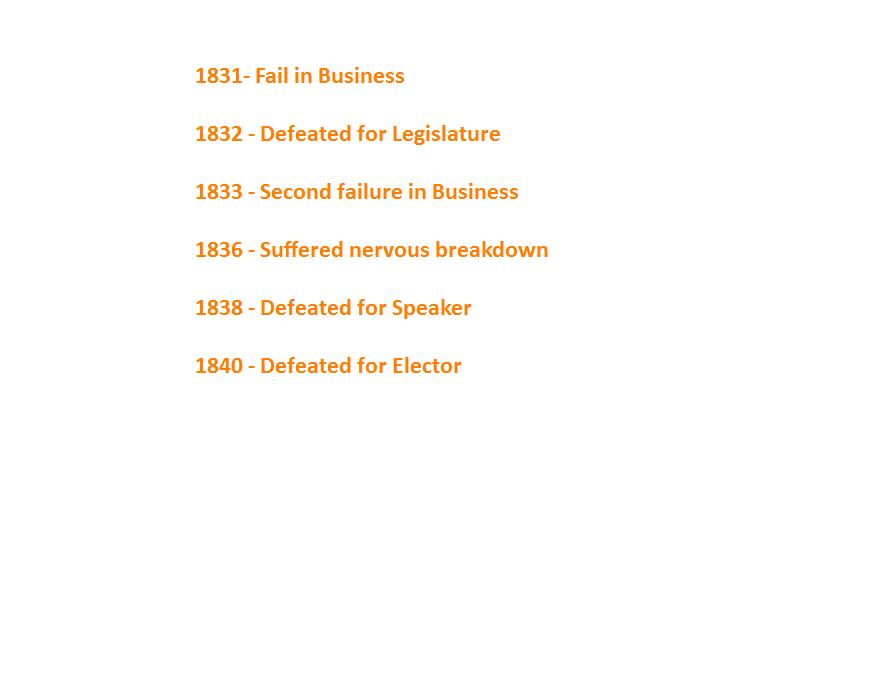 1831- Fail in Business
1832 - Defeated for Legislature
1833 - Second failure in Business
1836 - Suffered nervous breakdown
1838 - Defeated for Speaker
1840 - Defeated for Elector